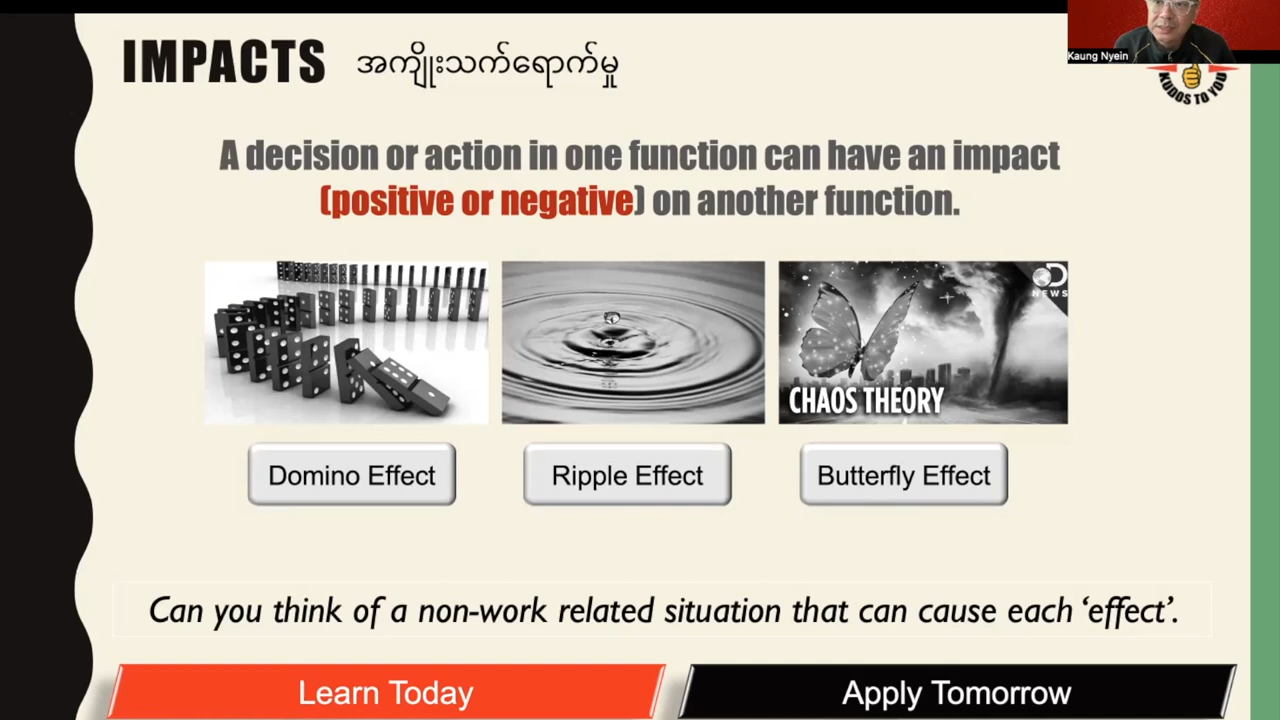 IMPACTS အကျိုးသက်ရောက်မှု
Kaung Nyein
KUDOS TO YOU
A decision or action in one function can have an impact
(positive or negative) on another function.
D
NEWS
CHAOS THEORY
Domino Effect
Ripple Effect
Butterfly Effect
Can you think of a non-work related situation that can cause each ‘effect’.
Learn Today
Apply Tomorrow